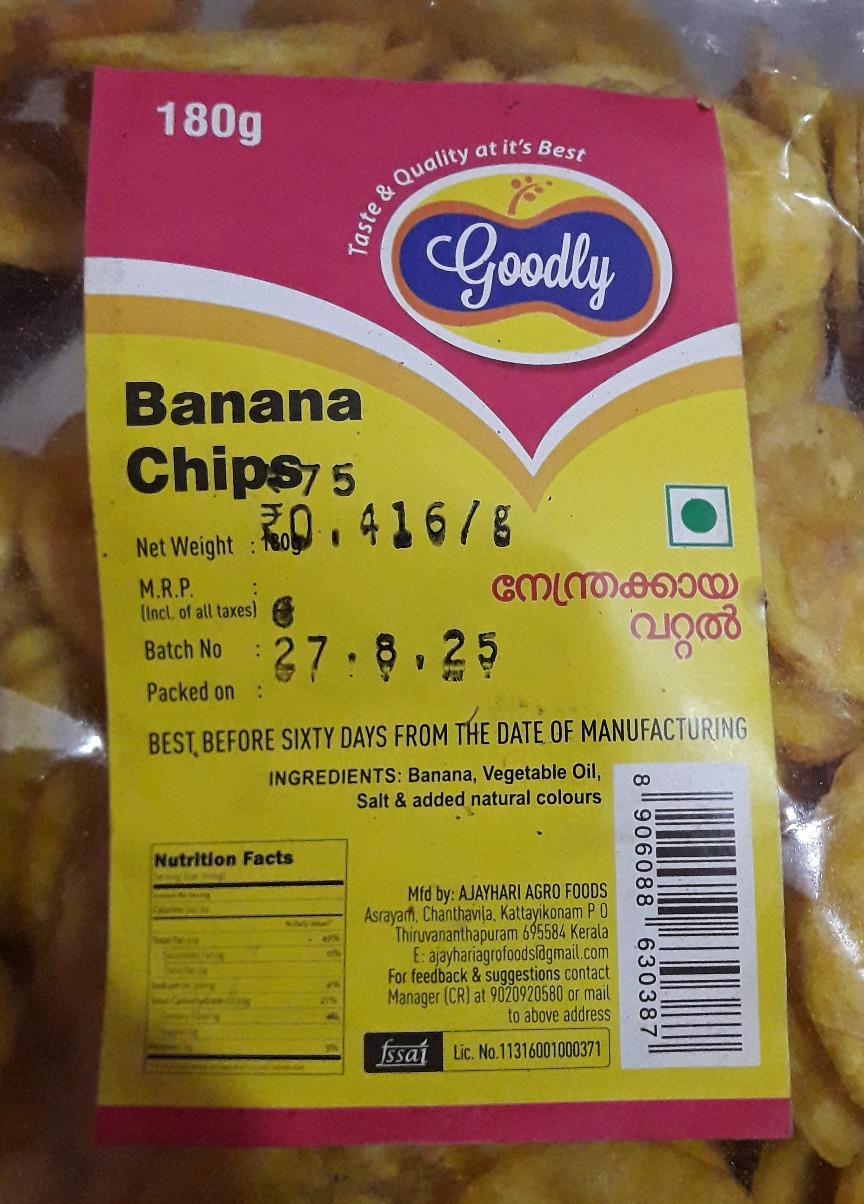 180g
Taste & Quality at it's Best
Goodly
Banana
Chips
₹75
₹0.416/g
Net Weight : 180g
M.R.P. :
(Incl. of all taxes)
Batch No :
27.8.25
Packed on :
നേന്ത്രക്കായ
വറ്റൽ
BEST BEFORE SIXTY DAYS FROM THE DATE OF MANUFACTURING
INGREDIENTS: Banana, Vegetable Oil,
Salt & added natural colours
Nutrition Facts
Mfd by: AJAYHARI AGRO FOODS
Asrayam, Chanthavila, Kattayikonam P O
Thiruvananthapuram 695584 Kerala
E: ajayhariagrofoods@gmail.com
For feedback & suggestions contact
Manager (CR) at 9020920580 or mail
to above address
fssai Lic. No.11316001000371
8 906088 630387